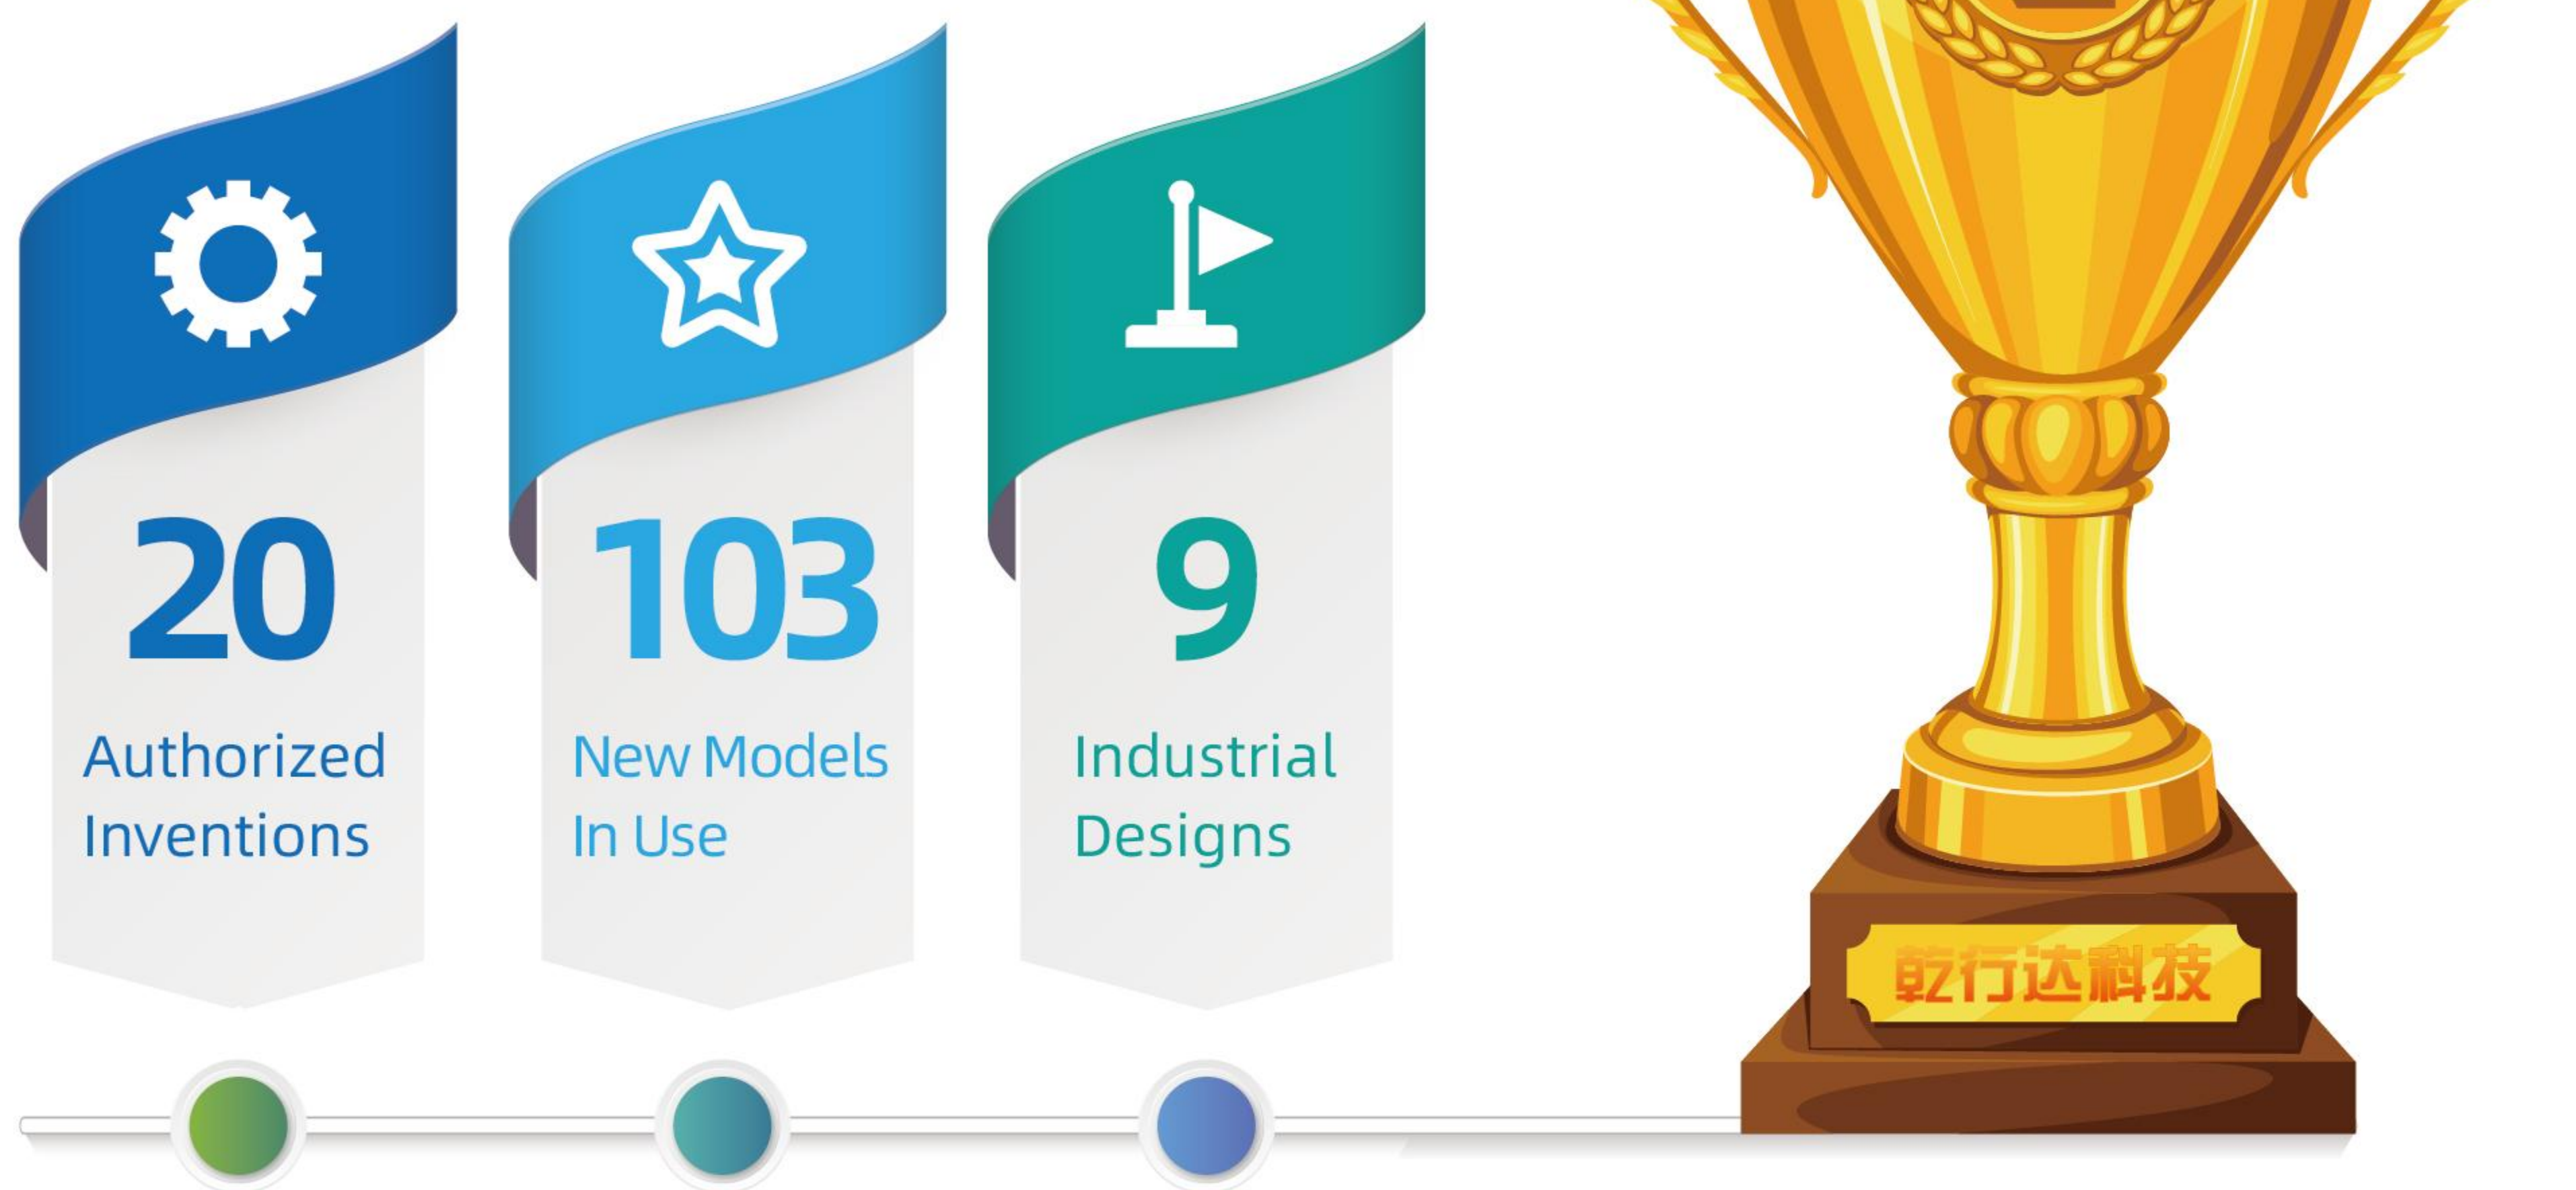 20
Authorized
Inventions
103
New Models
In Use
9
Industrial
Designs
乾行达科技